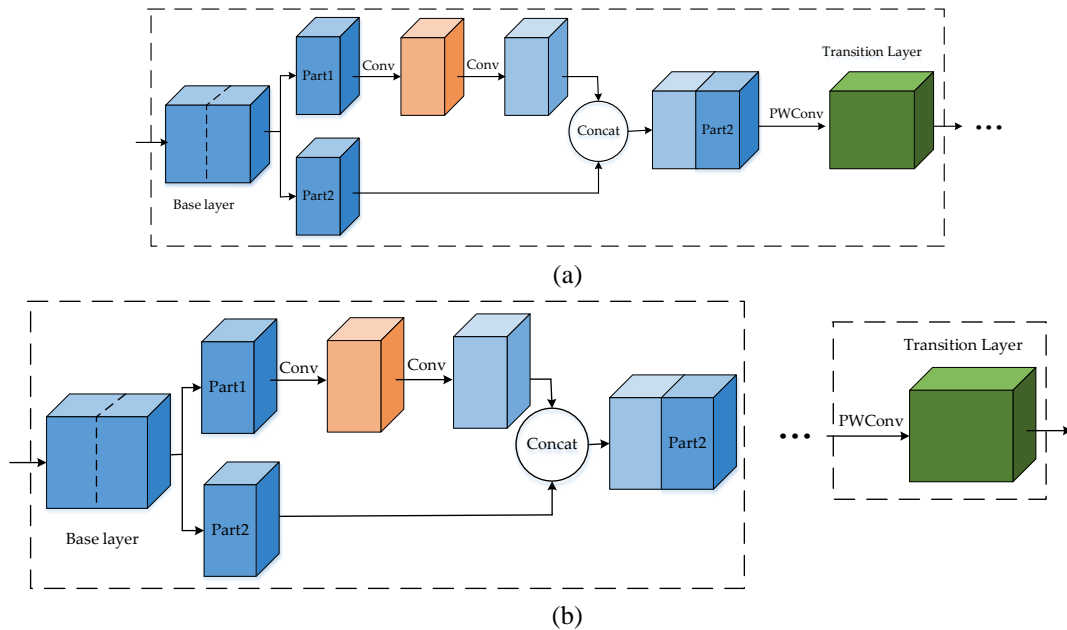 Transition Layer
Part1
Conv
Conv
Concat
Part2
PWConv
Part2
Base layer
...
(a)
Transition Layer
Part1
Conv
Conv
PWConv
Concat
Part2
...
Part2
Base layer
(b)